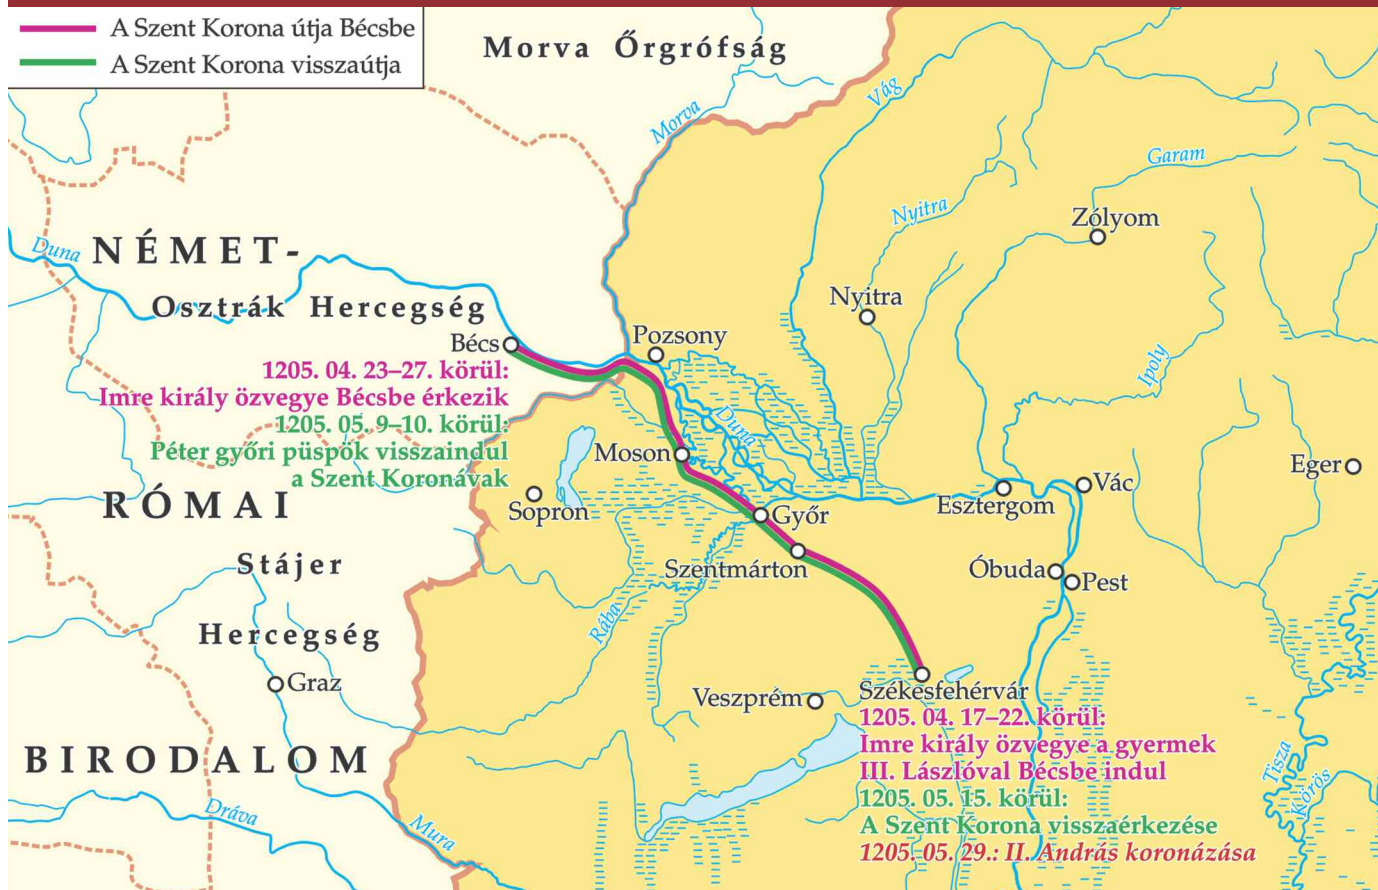 A Szent Korona útja Bécsbe
A Szent Korona visszaútja
Morva Őrgrófság
Morva
Vág
Garam
Nyitra
Zólyom
Duna
NÉMET-
Osztrák Hercegség
Nyitra
Bécs
Pozsony
Ipoly
1205. 04. 23–27. körül:
Imre király özvegye Bécsbe érkezik
1205. 05. 9–10. körül:
Péter győri püspök visszaindul
a Szent Koronávak
Duna
Moson
Eger
RÓMAI
Sopron
Győr
Esztergom
Vác
Stájer
Szentmárton
Óbuda
Pest
Hercegség
Rába
Graz
Veszprém
Székesfehérvár
1205. 04. 17–22. körül:
Imre király özvegye a gyermek
III. Lászlóval Bécsbe indul
1205. 05. 15. körül:
A Szent Korona visszaérkezése
1205. 05. 29.: II. András koronázása
BIRODALOM
Tisza
Körös
Dráva
Mura